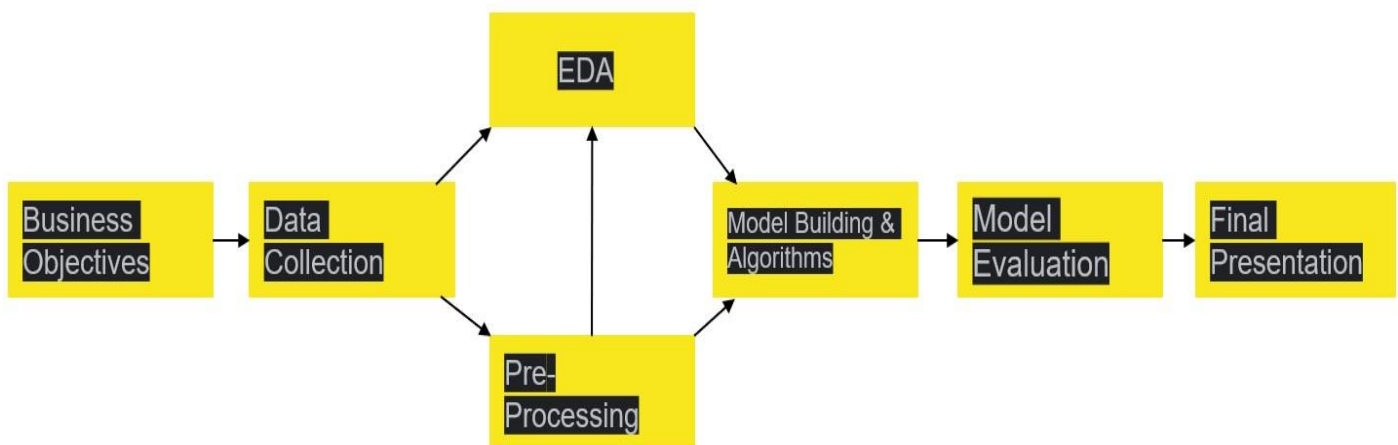 EDA
Business
Objectives
Data
Collection
Model Building &
Algorithms
Model
Evaluation
Final
Presentation
Pre-
Processing